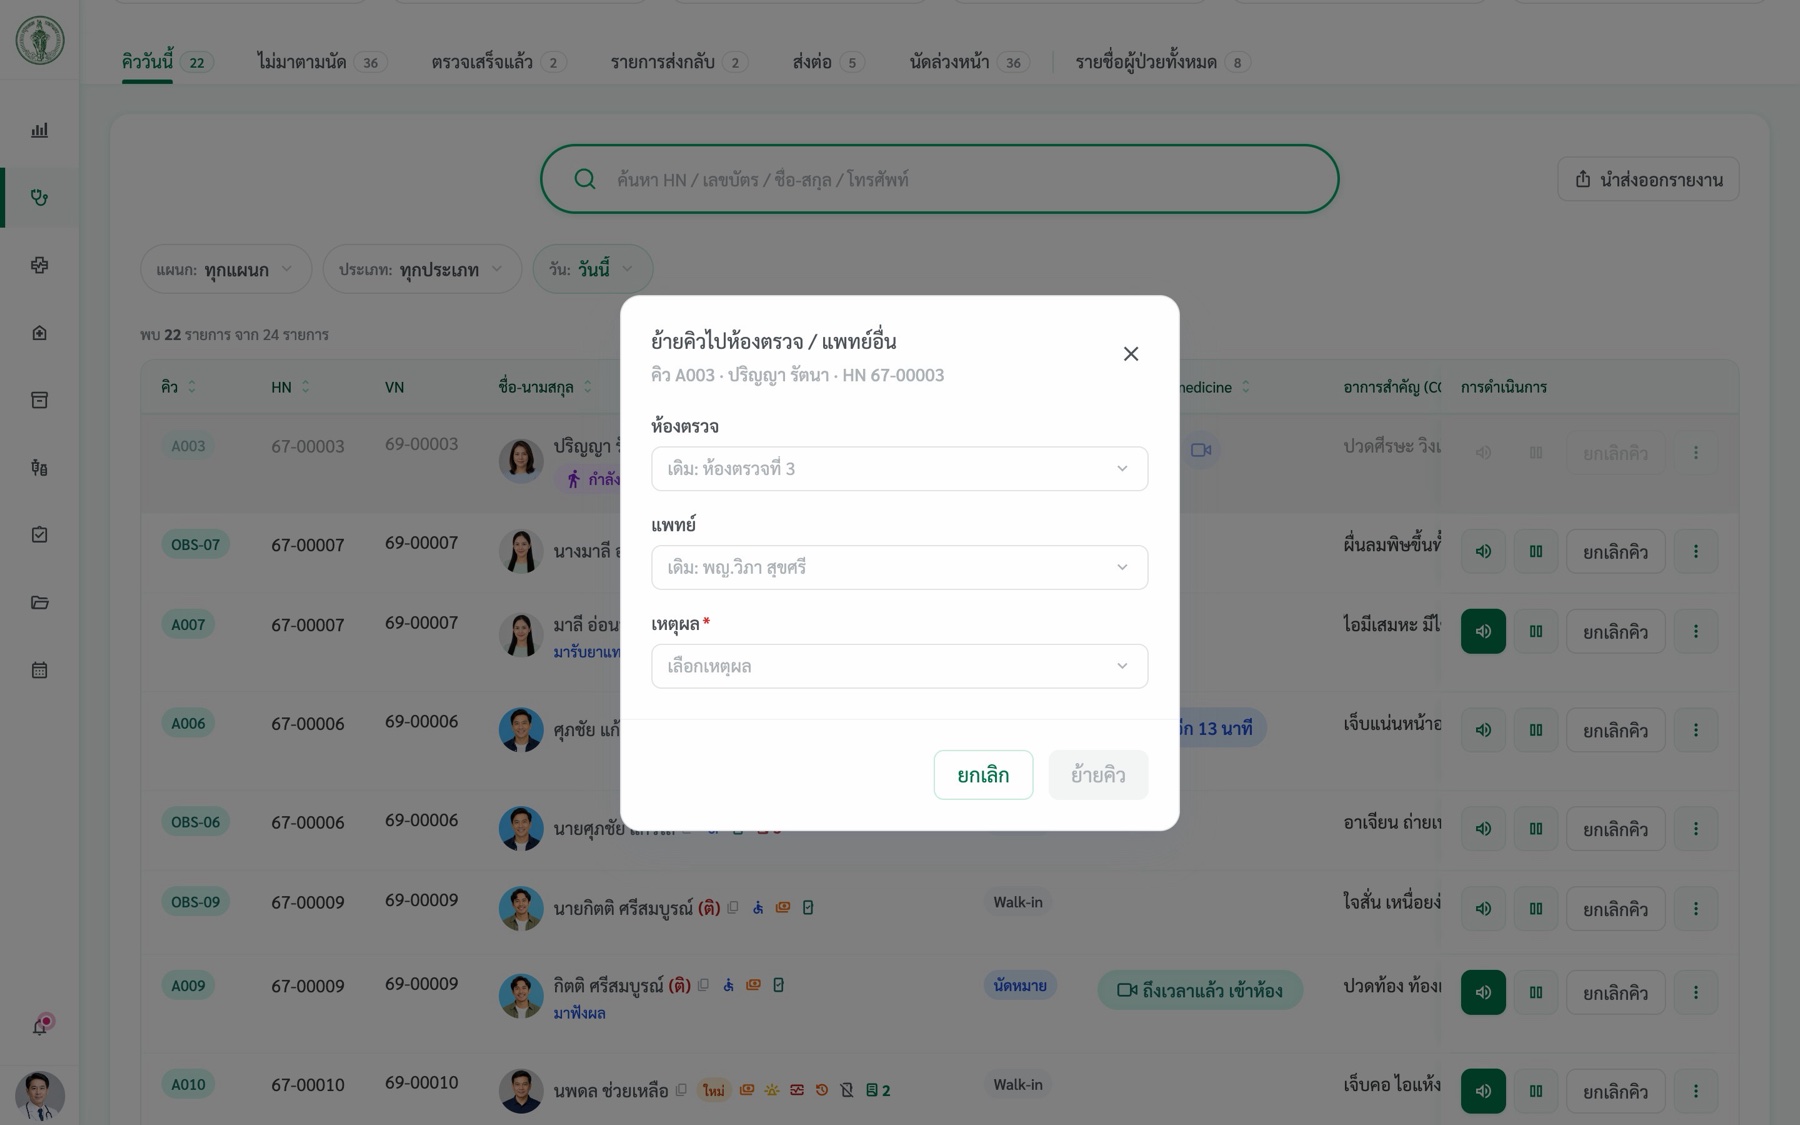 คิววันนี้ 22 ไม่มาตามนัด 36 ตรวจเสร็จแล้ว 2 รายการส่งกลับ 2 ส่งต่อ 5 นัดล่วงหน้า 36 รายชื่อผู้ป่วยทั้งหมด 8
ค้นหา HN / เลขบัตร / ชื่อ-สกุล / โทรศัพท์
นำส่งออกรายงาน
แผนก: ทุกแผนก ประเภท: ทุกประเภท วัน: วันนี้
พบ 22 รายการ จาก 24 รายการ
คิว HN VN ชื่อ-นามสกุล medicine อาการสำคัญ (CC การดำเนินการ
A003 67-00003 69-00003 ปริญญา ปวดศีรษะ ยกเลิกคิว
กำลัง
OBS-07 67-00007 69-00007 นางมาลี ผื่นลมพิษขึ้น ยกเลิกคิว
A007 67-00007 69-00007 มาลี อ่อน ไอมีเสมหะ ยกเลิกคิว
มารับยาแท
A006 67-00006 69-00006 ศุภชัย แก้ 13 นาที เจ็บแน่นหน้าอ ยกเลิกคิว
OBS-06 67-00006 69-00006 นายศุภชัย อาเจียน ยกเลิกคิว
OBS-09 67-00009 69-00009 นายกิตติ ศรีสมบูรณ์ (ติ) Walk-in ใจสั่น ยกเลิกคิว
A009 67-00009 69-00009 กิตติ ศรีสมบูรณ์ (ติ) นัดหมาย ถึงเวลาแล้ว เข้าห้อง ปวดท้อง ยกเลิกคิว
มาฟังผล
A010 67-00010 69-00010 นพดล ช่วยเหลือ ใหม่ 2 Walk-in เจ็บคอ ไอแห้ง ยกเลิกคิว
ย้ายคิวไปห้องตรวจ / แพทย์อื่น
คิว A003 · ปริญญา รัตนา · HN 67-00003
ห้องตรวจ
เดิม: ห้องตรวจที่ 3
แพทย์
เดิม: พญ.วิภา สุขศรี
เหตุผล*
เลือกเหตุผล
ยกเลิก ย้ายคิว